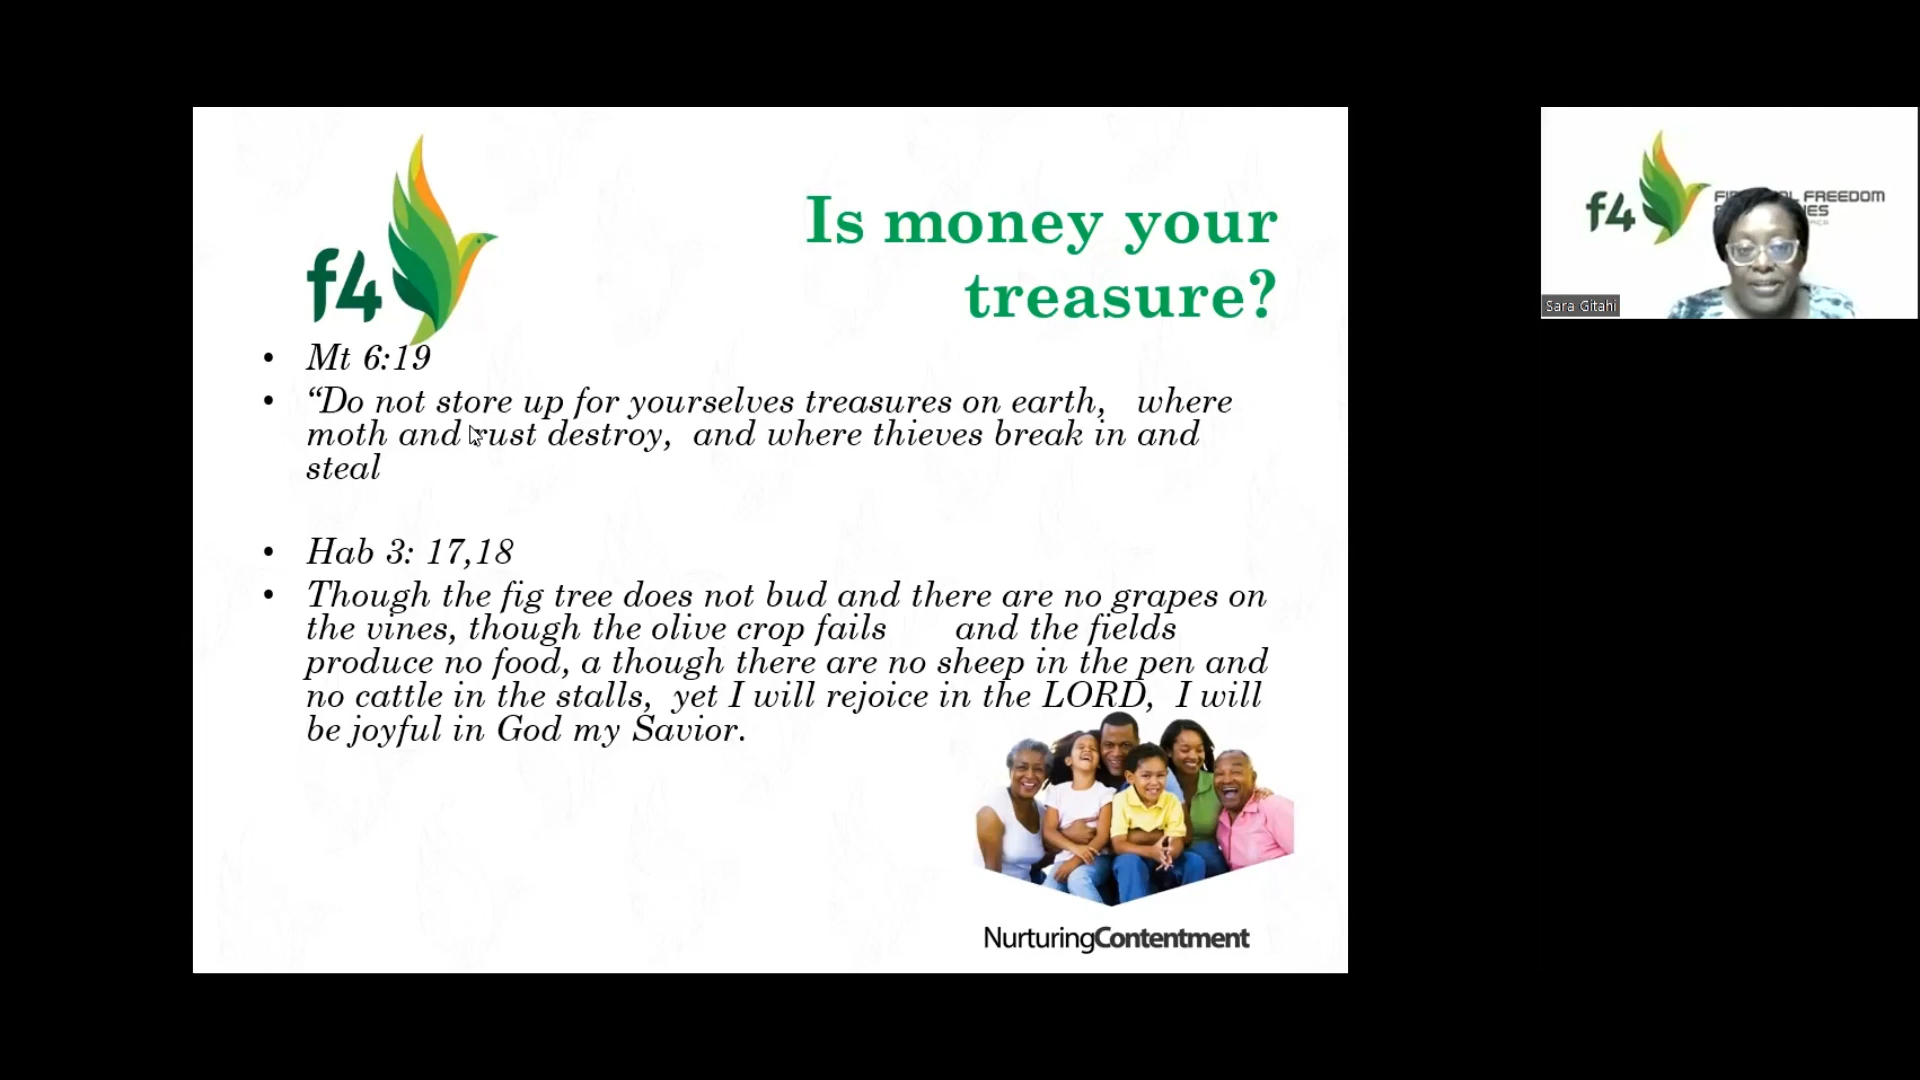 f4
Is money your
treasure?
• Mt 6:19
• “Do not store up for yourselves treasures on earth, where
moth and rust destroy, and where thieves break in and
steal
• Hab 3: 17,18
• Though the fig tree does not bud and there are no grapes on
the vines, though the olive crop fails and the fields
produce no food, a though there are no sheep in the pen and
no cattle in the stalls, yet I will rejoice in the LORD, I will
be joyful in God my Savior.
NurturingContentment
f4
FREEDOM
Sara Gitahi